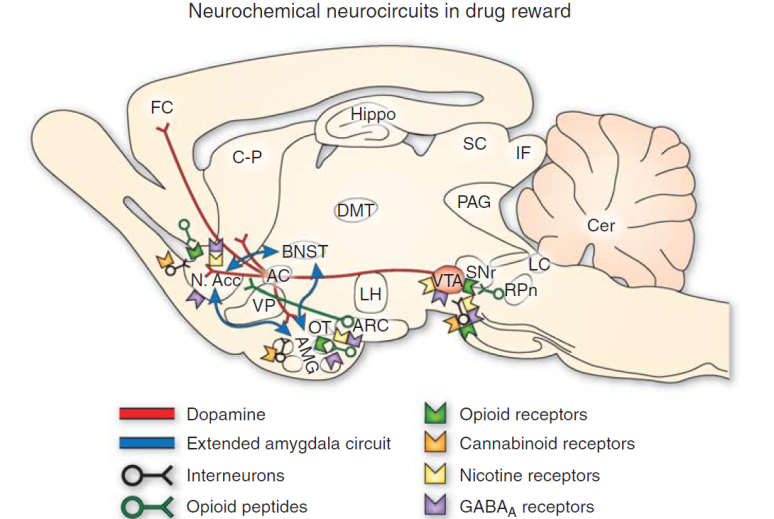 Neurochemical neurocircuits in drug reward
FC
Hippo
C-P
SC
IF
DMT
PAG
Cer
BNST
N. Acc
AC
VTA
SNr
LC
RPn
LH
VP
OT
ARC
AMG
Dopamine
Extended amygdala circuit
Interneurons
Opioid peptides
Opioid receptors
Cannabinoid receptors
Nicotine receptors
GABAA receptors